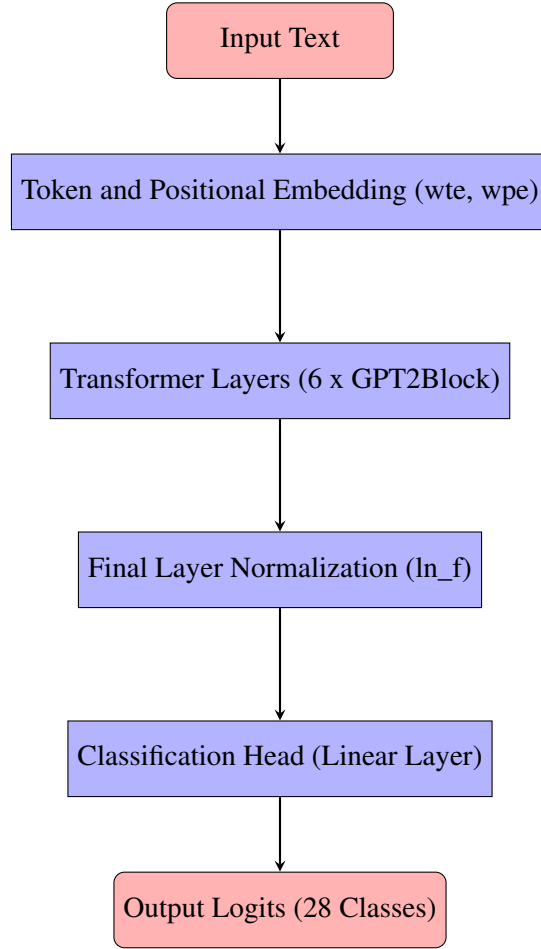 Input Text
Token and Positional Embedding (wte, wpe)
Transformer Layers (6 x GPT2Block)
Final Layer Normalization (ln_f)
Classification Head (Linear Layer)
Output Logits (28 Classes)